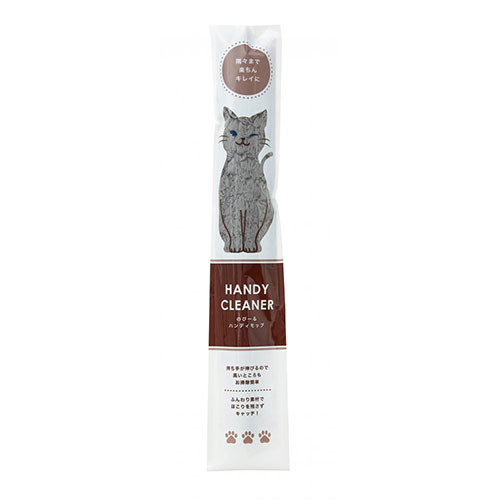 隅々まで
楽ちん
キレイに
HANDY
CLEANER
のび〜る
ハンディモップ
持ち手が伸びるので
高いところも
お掃除簡単
ふんわり素材で
ほこりを残さず
キャッチ！